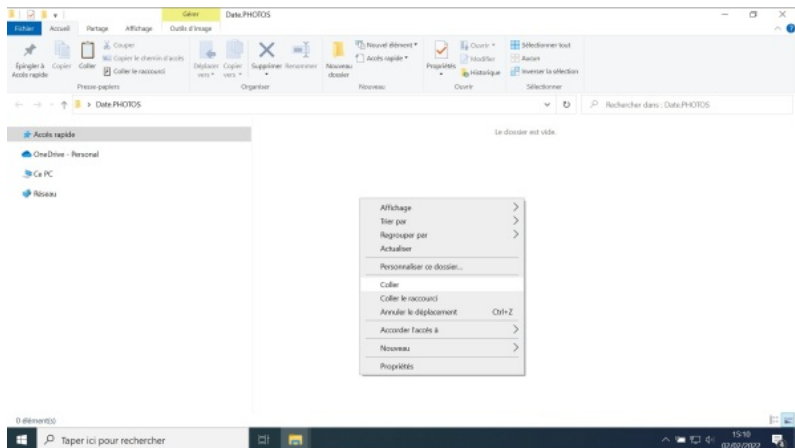 Gérer
Date.PHOTOS
Fichier Accueil Partage Affichage Outils d'image
Épingler à Accès rapide
Copier
Coller
Couper
Copier le chemin d'accès
Coller le raccourci
Presse-papiers
Déplacer vers
Copier vers
Supprimer
Renommer
Organiser
Nouveau dossier
Nouvel élément
Accès rapide
Nouveau
Propriétés
Ouvrir
Modifier
Historique
Ouvrir
Sélectionner tout
Aucun
Inverser la sélection
Sélectionner
Date.PHOTOS
Rechercher dans : Date.PHOTOS
Accès rapide
OneDrive - Personal
Ce PC
Réseau
Le dossier est vide.
Affichage
Trier par
Regrouper par
Actualiser
Personnaliser ce dossier...
Coller
Coller le raccourci
Annuler le déplacement Ctrl+Z
Accorder l'accès à
Nouveau
Propriétés
0 élément(s)
Taper ici pour rechercher
15:10
02/02/2022